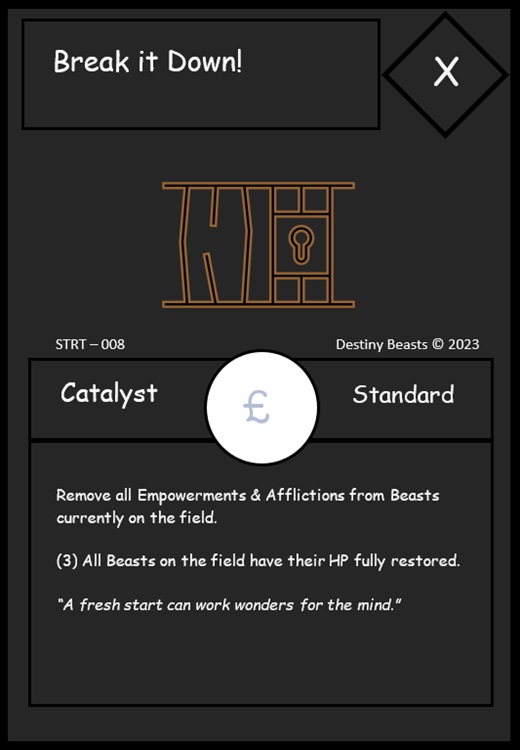 Break it Down!
X
STRT – 008
Destiny Beasts © 2023
Catalyst
£
Standard
Remove all Empowerments & Afflictions from Beasts
currently on the field.
(3) All Beasts on the field have their HP fully restored.
“A fresh start can work wonders for the mind.”